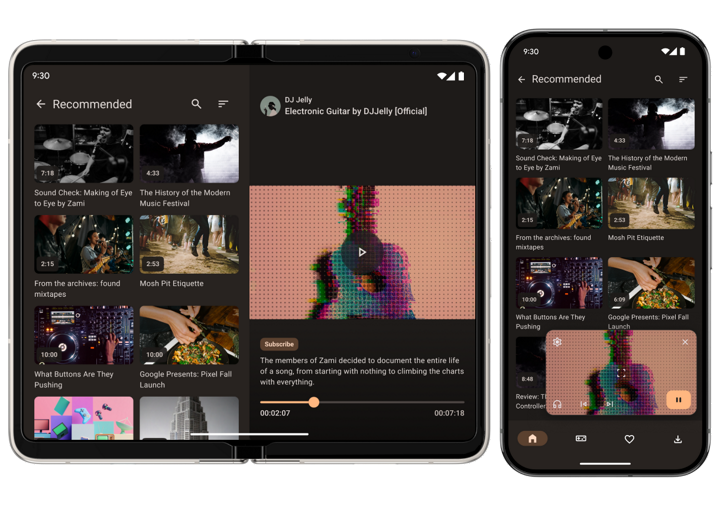 9:30
Recommended
7:18
4:33
Sound Check: Making of Eye
to Eye by Zami
The History of the Modern
Music Festival
2:15
2:53
From the archives: found
mixtapes
Mosh Pit Etiquette
10:00
10:00
What Buttons Are They
Pushing
Google Presents: Pixel Fall
Launch
DJ Jelly
Electronic Guitar by DJJelly [Official]
Subscribe
The members of Zami decided to document the entire life
of a song, from starting with nothing to climbing the charts
with everything.
00:02:07
00:07:18
9:30
Recommended
7:18
4:33
Sound Check: Making of Eye
to Eye by Zami
The History of the Modern
Music Festival
2:15
2:53
From the archives: found
mixtapes
Mosh Pit Etiquette
10:00
6:09
What Buttons Are They
Pushing
Google Presents: Pixel Fall
Launch
8:48
Review: T
Controller